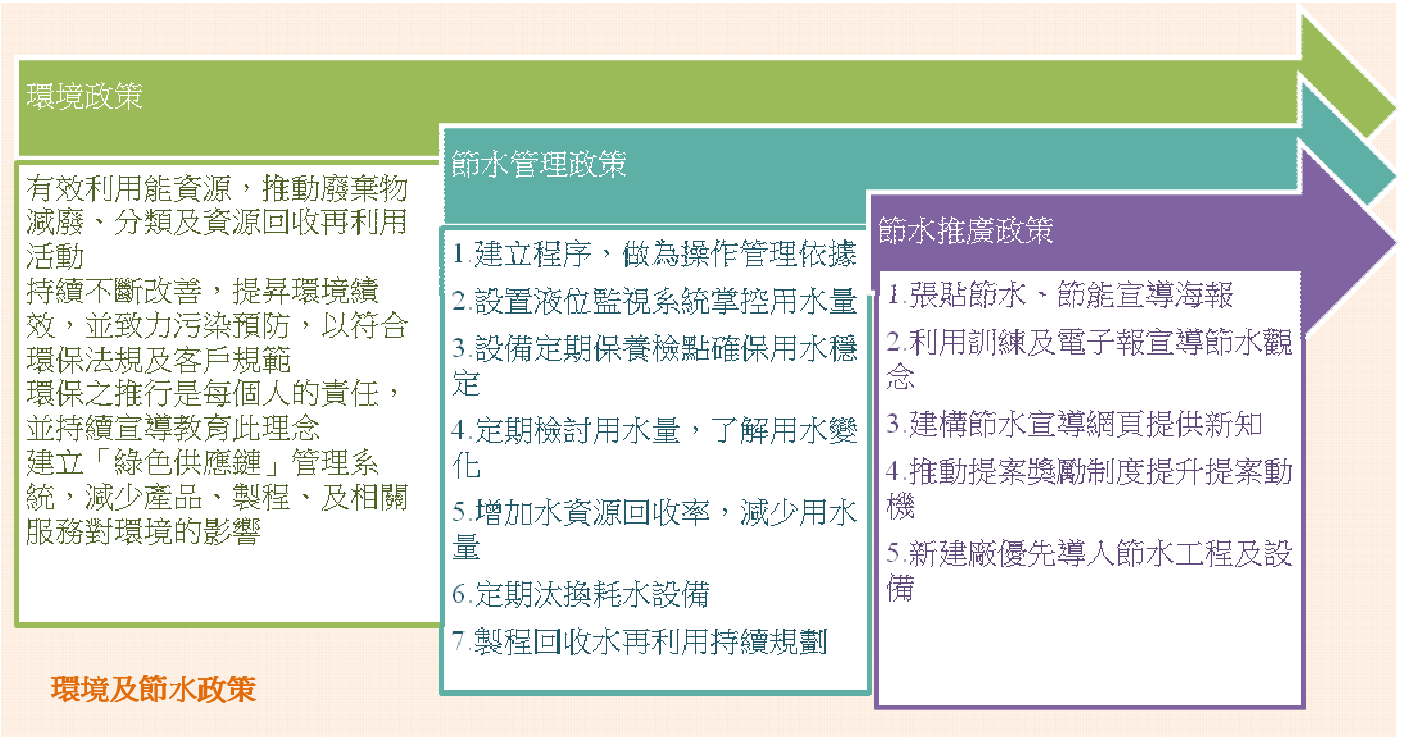 環境政策
有效利用能資源，推動廢棄物
減廢、分類及資源回收再利用
活動
持續不斷改善，提昇環境績
效，並致力污染預防，以符合
環保法規及客戶規範
環保之推行是每個人的責任，
並持續宣導教育此理念
建立「綠色供應鏈」管理系
統，減少產品、製程、及相關
服務對環境的影響
節水管理政策
1.建立程序、做為操作管理依據
2.設置液位監視系統掌控用水量
3.設備定期保養檢點確保用水穩
定
4.定期檢討用水量，了解用水變
化
5.增加水資源回收率，減少用水
量
6.定期汰換耗水設備
7.製程回收水再利用持續規劃
節水推廣政策
1.張貼節水、節能宣導海報
2.利用訓練及電子報宣導節水觀
念
3.建構節水宣導網頁提供新知
4.推動提案獎勵制度提升提案動
機
5.新建廠優先導入節水工程及設
備
環境及節水政策